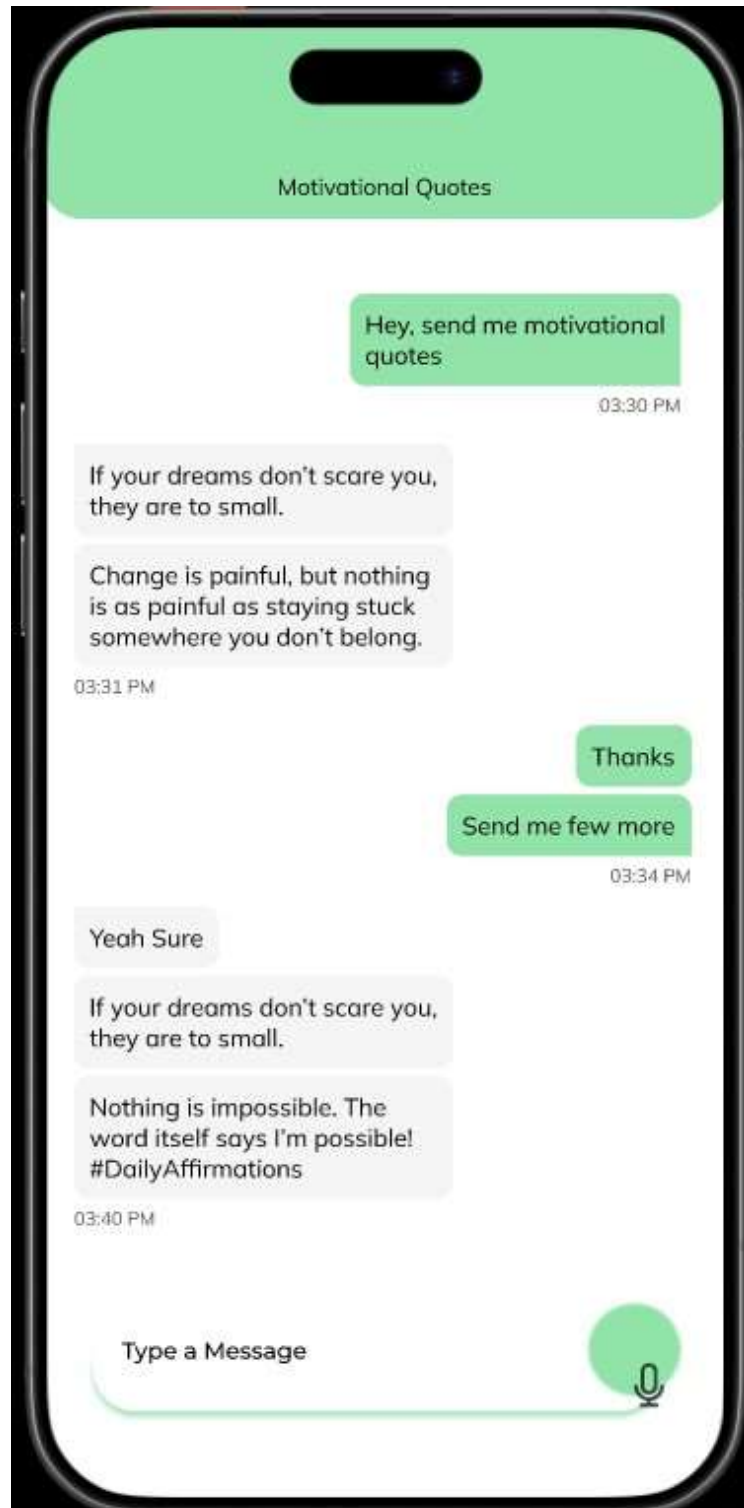 Motivational Quotes
Hey, send me motivational
quotes
03:30 PM
If your dreams don't scare you,
they are to small.
Change is painful, but nothing
is as painful as staying stuck
somewhere you don't belong.
03:31 PM
Thanks
Send me few more
03:34 PM
Yeah Sure
If your dreams don't scare you,
they are to small.
Nothing is impossible. The
word itself says I'm possible!
#DailyAffirmations
03:40 PM
Type a Message